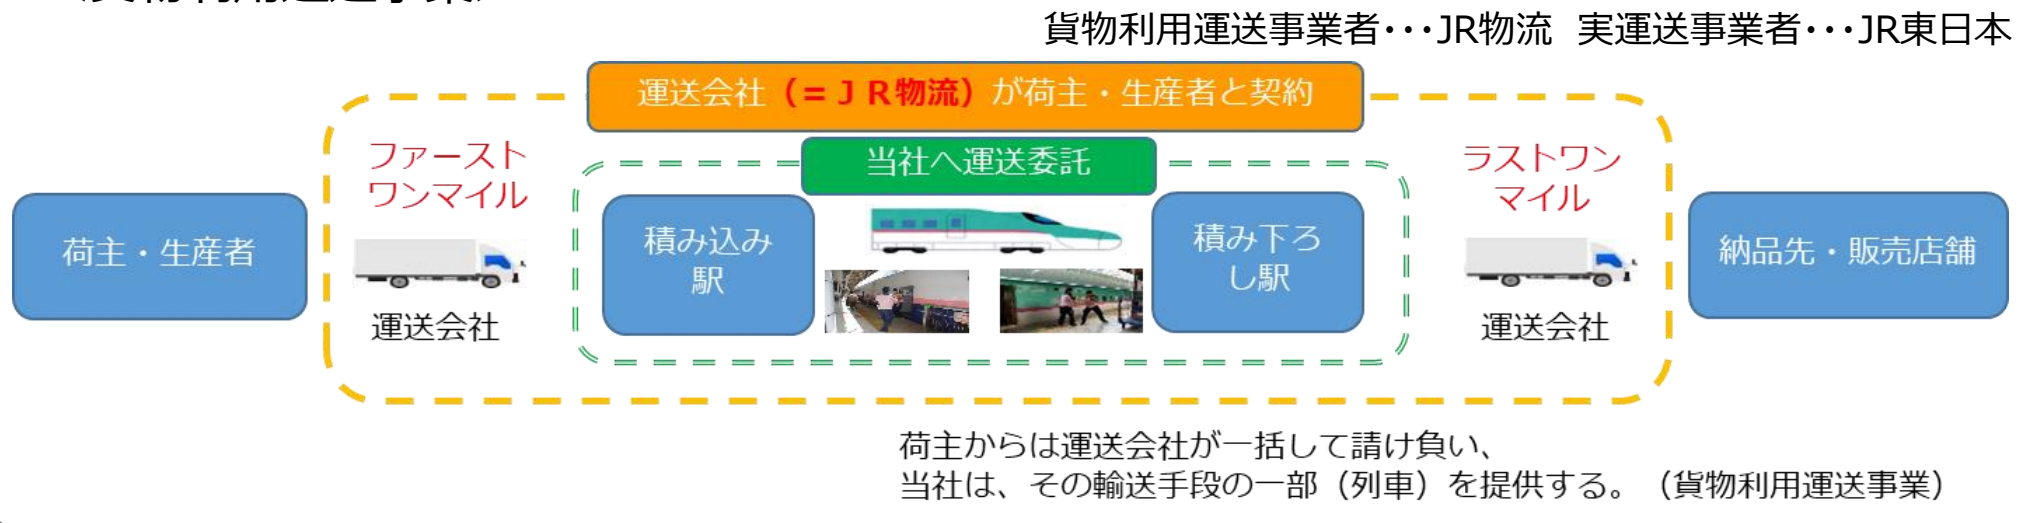 貨物利用運送事業者･･･JR物流 実運送事業者･･･JR東日本
運送会社（=ＪＲ物流）が荷主・生産者と契約
ファースト
ワンマイル
当社へ運送委託
ラストワン
マイル
荷主・生産者
積み込み
駅
積み下ろ
し駅
納品先・販売店舗
運送会社
運送会社
荷主からは運送会社が一括して請け負い、
当社は、その輸送手段の一部（列車）を提供する。（貨物利用運送事業）